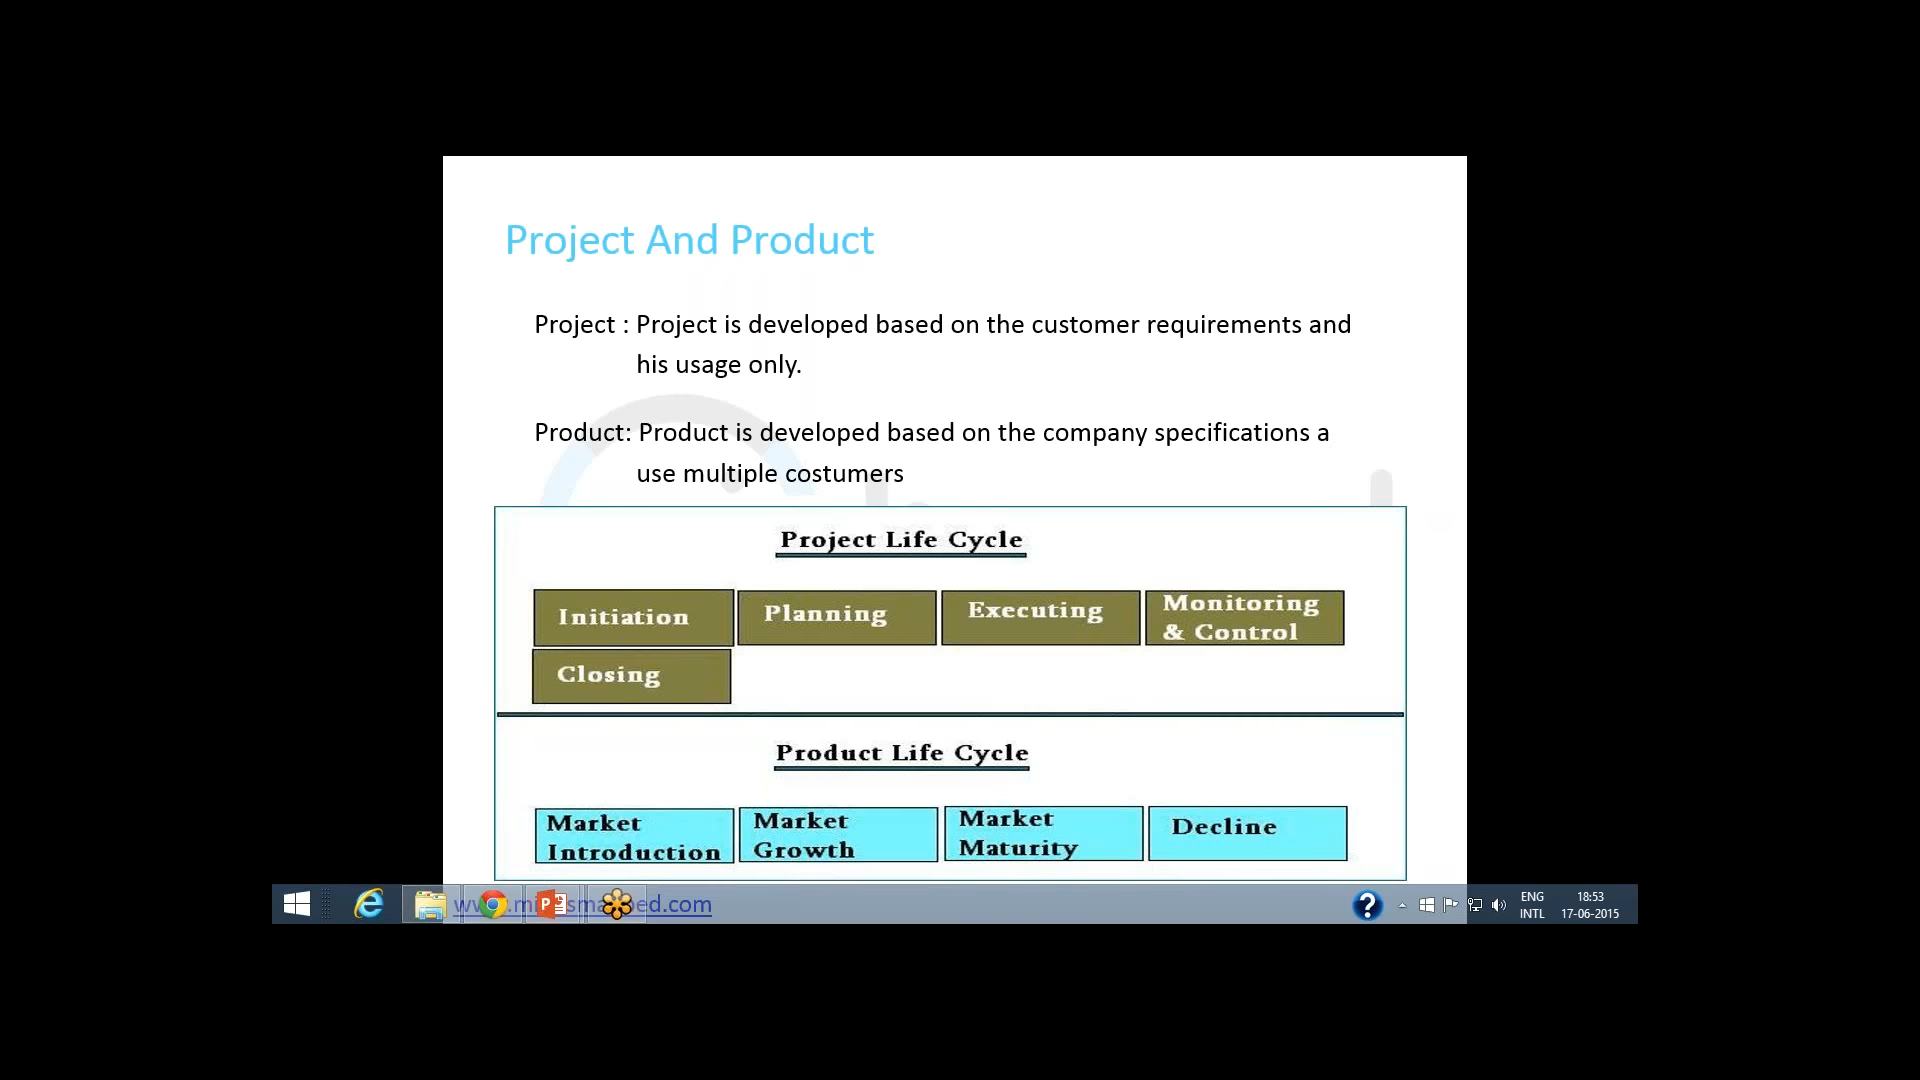 Project And Product
Project : Project is developed based on the customer requirements and
his usage only.
Product: Product is developed based on the company specifications a
use multiple costumers
Project Life Cycle
Initiation
Planning
Executing
Monitoring
& Control
Closing
Product Life Cycle
Market
Introduction
Market
Growth
Market
Maturity
Decline
ENG
INTL
18:53
17-06-2015